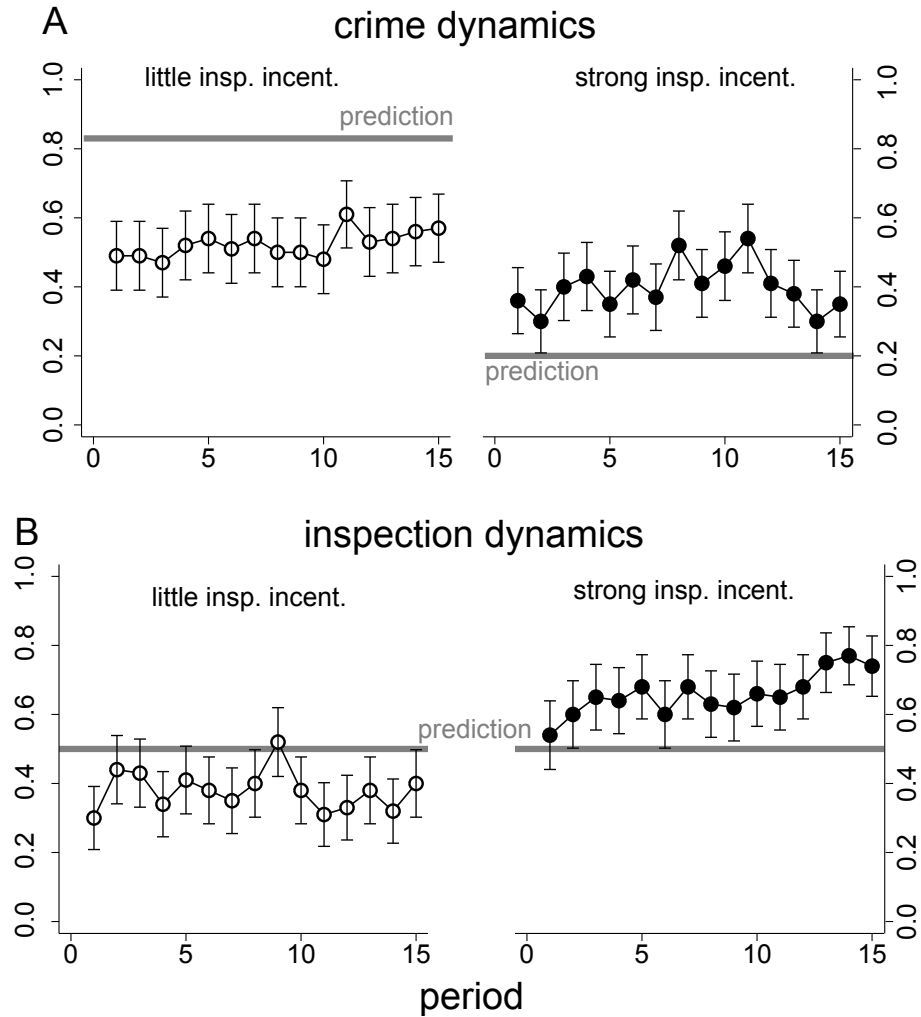 A
crime dynamics
little insp. incent.
strong insp. incent.
prediction
prediction
0.0 0.2 0.4 0.6 0.8 1.0
0.0 0.2 0.4 0.6 0.8 1.0
0 5 10 15
0 5 10 15
B
inspection dynamics
little insp. incent.
strong insp. incent.
prediction
0.0 0.2 0.4 0.6 0.8 1.0
0.0 0.2 0.4 0.6 0.8 1.0
0 5 10 15
0 5 10 15
period